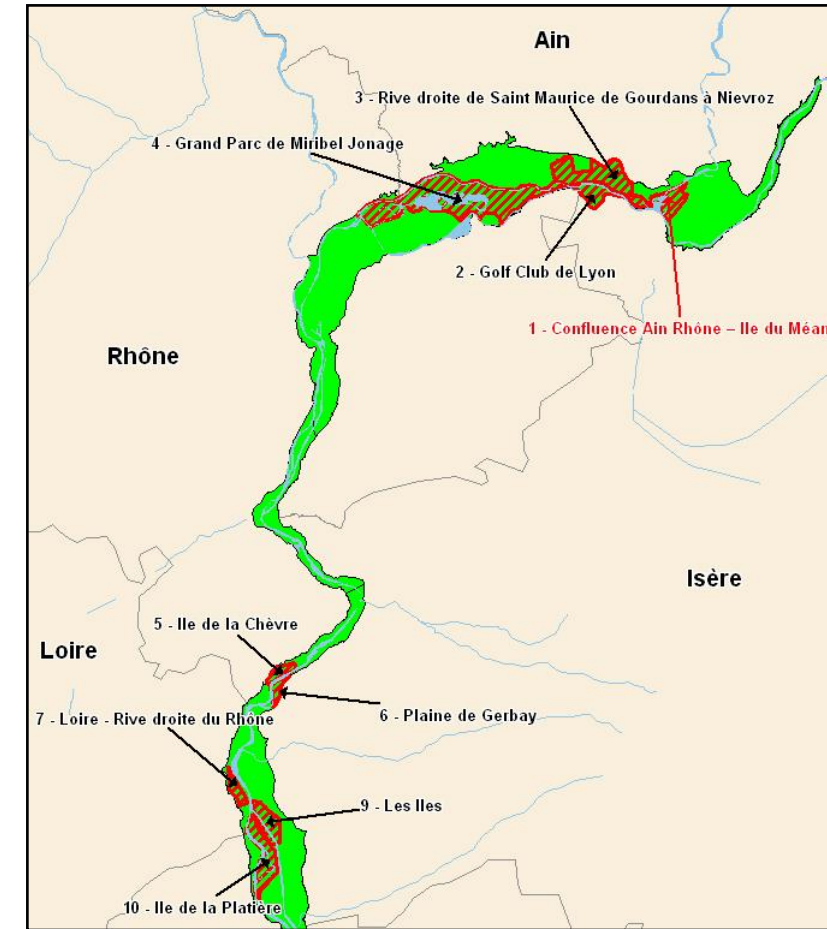 Ain
3 - Rive droite de Saint Maurice de Gourdans à Nievroz
4 - Grand Parc de Miribel Jonage
2 - Golf Club de Lyon
1 - Confluence Ain Rhône – Ile du Méan
Rhône
Isère
5 - Ile de la Chèvre
Loire
6 - Plaine de Gerbay
7 - Loire - Rive droite du Rhône
9 - Les Iles
10 - Ile de la Platière